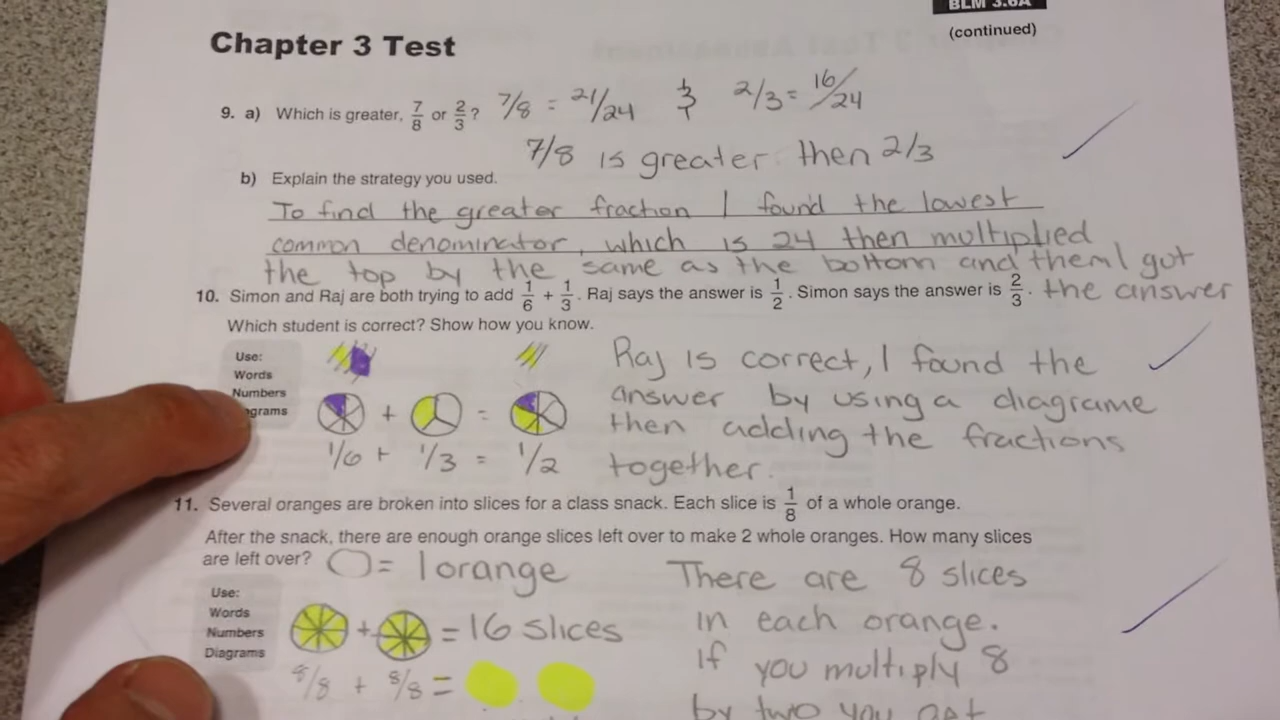 BLM 3.6A
(continued)
Chapter 3 Test
9. a) Which is greater, 7/8 or 2/3? 7/8 = 21/24 & 2/3 = 16/24
7/8 is greater then 2/3
b) Explain the strategy you used.
To find the greater fraction I found the lowest
common denominator, which is 24 then multiplied
the top by the same as the bottom and them I got
the answer
10. Simon and Raj are both trying to add 1/6 + 1/3. Raj says the answer is 1/2. Simon says the answer is 2/3.
Which student is correct? Show how you know.
Use:
Words
Numbers
agrams
+ =
1/6 + 1/3 = 1/2
Raj is correct, I found the
answer by using a diagrame
then adding the fractions
together.
11. Several oranges are broken into slices for a class snack. Each slice is 1/8 of a whole orange.
After the snack, there are enough orange slices left over to make 2 whole oranges. How many slices
are left over? = 1 orange
Use:
Words
Numbers
Diagrams
+ = 16 slices
8/8 + 8/8 =
There are 8 slices
in each orange.
If you multiply 8
by two you get